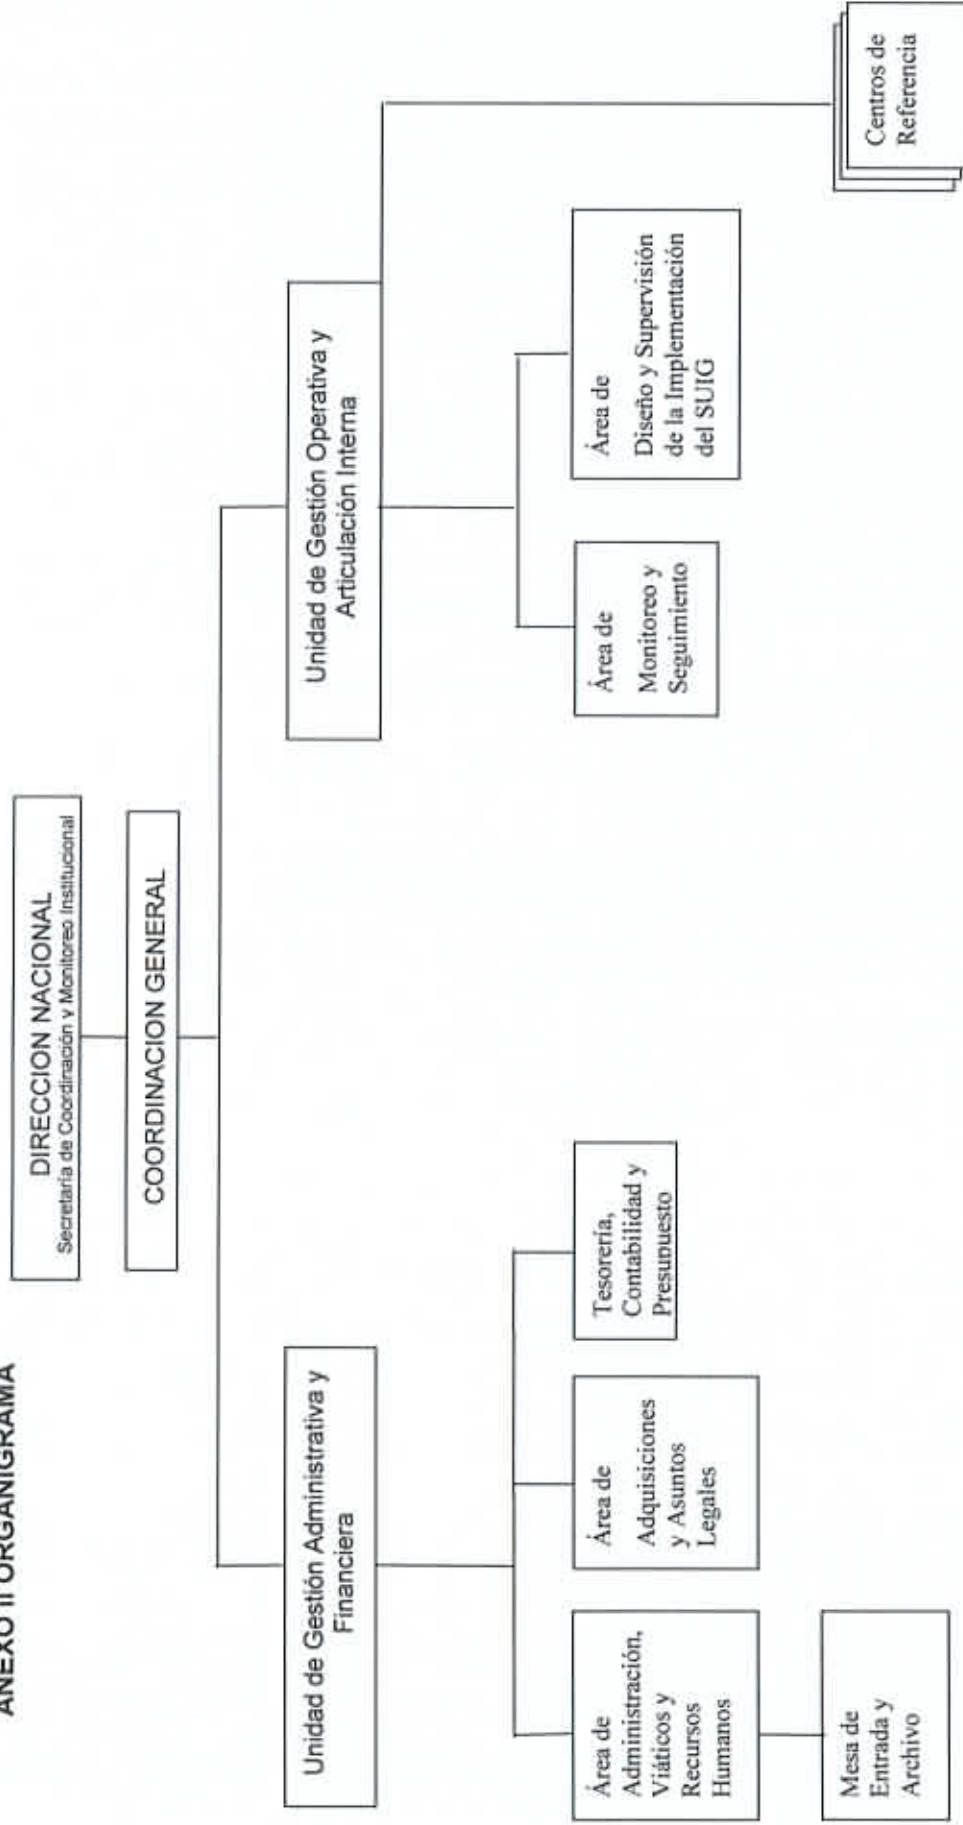 ANEXO II ORGANIGRAMA
DIRECCION NACIONAL
Secretaría de Coordinación y Monitoreo Institucional
COORDINACION GENERAL
Unidad de Gestión Administrativa y
Financiera
Unidad de Gestión Operativa y
Articulación Interna
Área de
Administración,
Viáticos y
Recursos
Humanos
Área de
Adquisiciones
y Asuntos
Legales
Tesorería,
Contabilidad y
Presupuesto
Área de
Monitoreo y
Seguimiento
Área de
Diseño y Supervisión
de la Implementación
del SUIG
Mesa de
Entrada y
Archivo
Centros de
Referencia